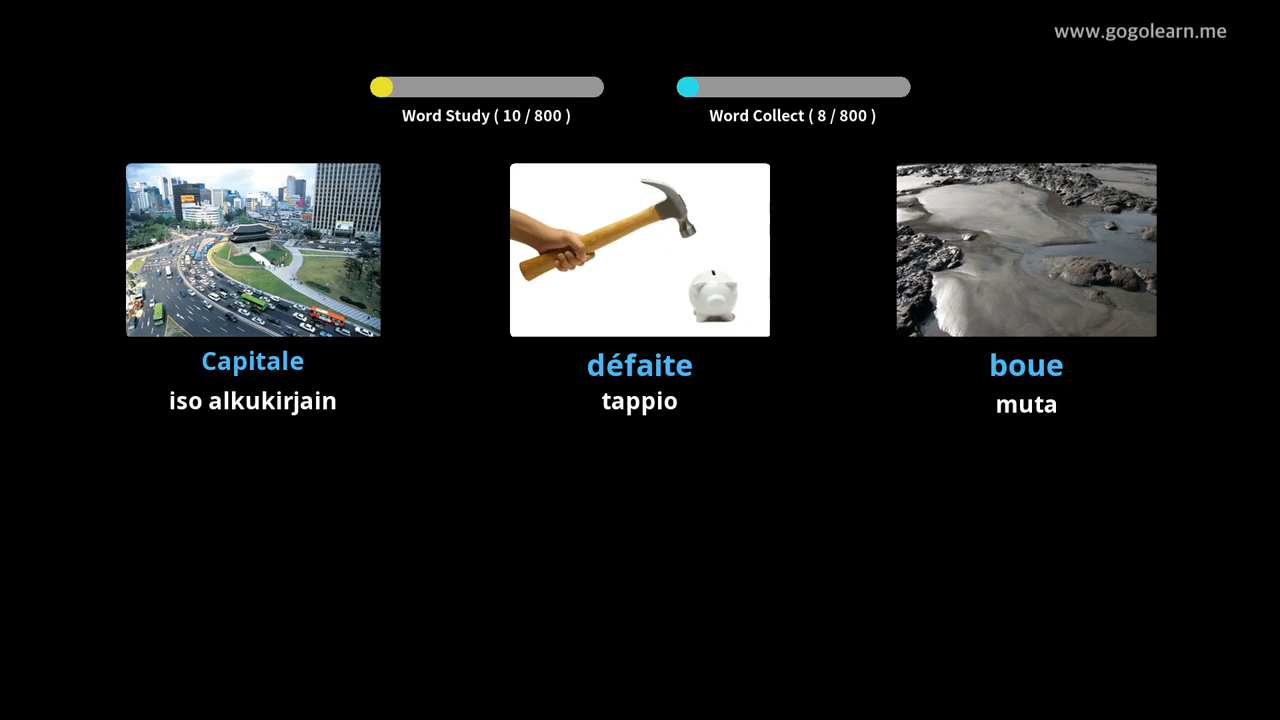 www.gogolearn.me
Word Study ( 10 / 800 )
Word Collect ( 8 / 800 )
Capitale
iso alkukirjain
défaite
tappio
boue
muta